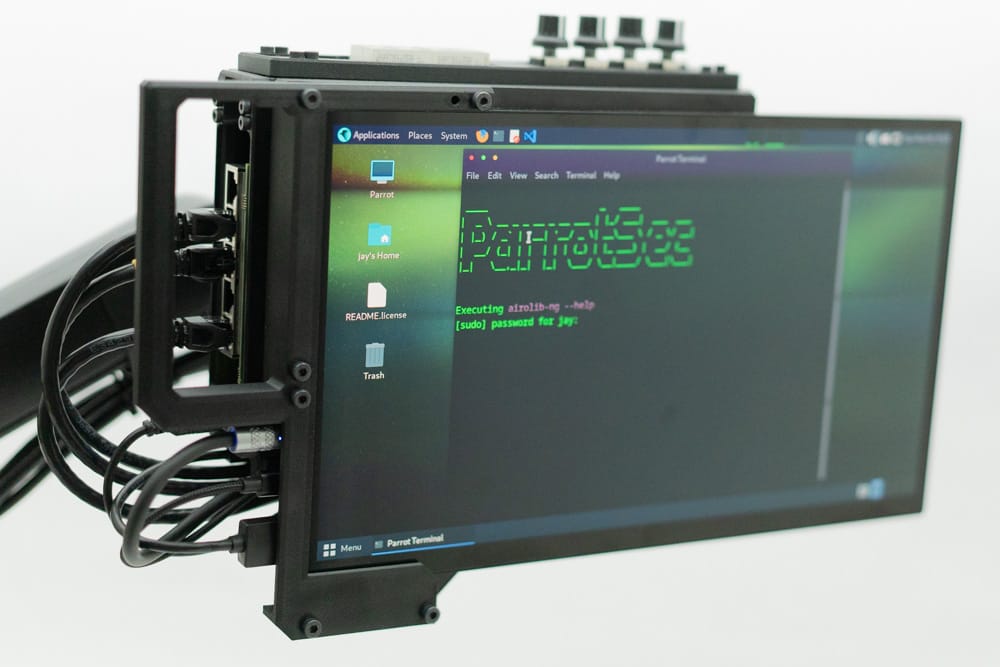 Applications Places System
Parrot Terminal
File Edit View Search Terminal Help
Parrot
jay's Home
README.license
Trash
ParrotSec
Executing airolib-ng --help
[sudo] password for jay:
Menu Parrot Terminal